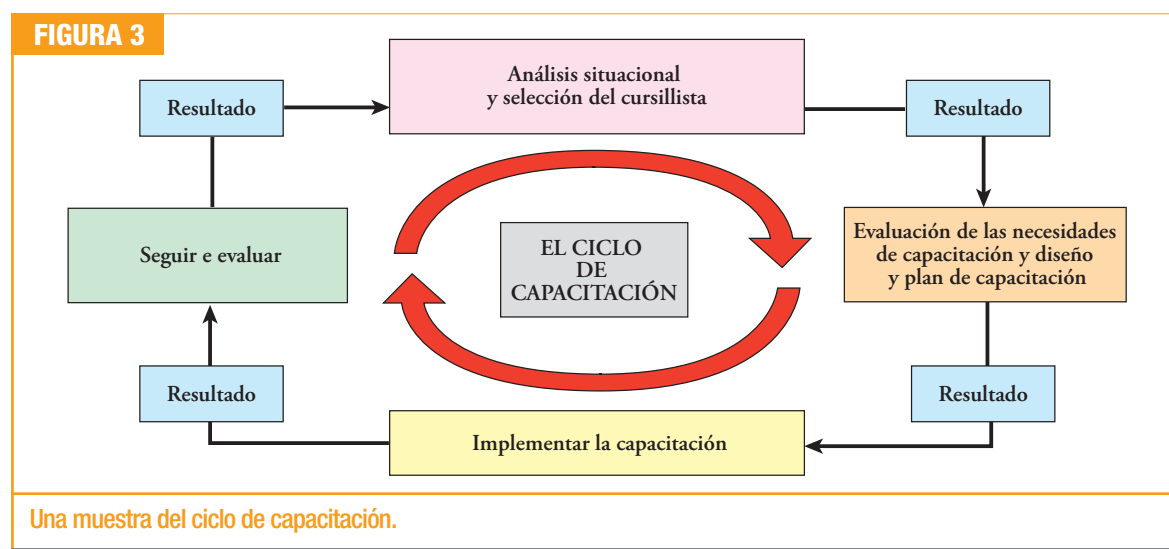 FIGURA 3
Análisis situacional
y selección del cursillista
Resultado
Resultado
Seguir e evaluar
EL CICLO
DE
CAPACITACIÓN
Evaluación de las necesidades
de capacitación y diseño
y plan de capacitación
Resultado
Resultado
Implementar la capacitación
Una muestra del ciclo de capacitación.